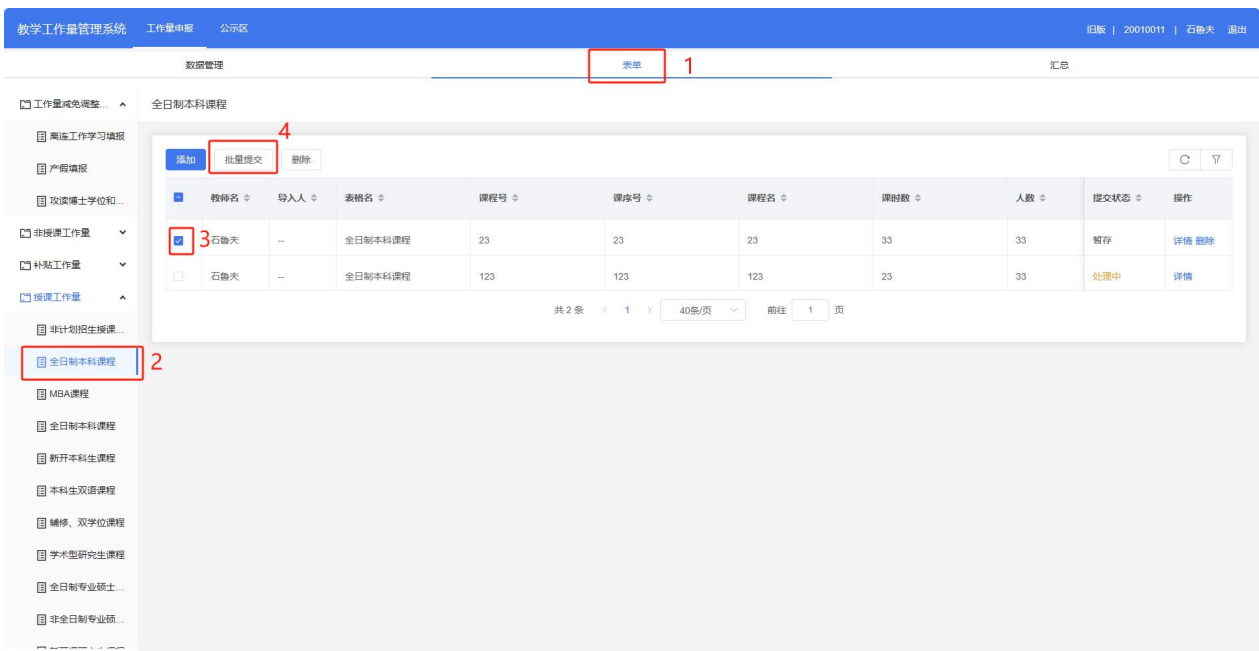 教学工作量管理系统 工作量申报 公示区 旧版 | 20010011 | 石鲁夫 退出
数据管理 表单 1 汇总
工作量减免调整... 全日制本科课程
离连工作学习填报 4
添加 批量提交 删除
产假填报
攻读博士学位和... 教师名 导入人 表格名 课程号 课序号 课程名 课时数 人数 提交状态 操作
非授课工作量 3 石鲁夫 -- 全日制本科课程 23 23 23 33 33 暂存 详情 删除
补贴工作量 石鲁夫 -- 全日制本科课程 123 123 123 23 33 处理中 详情
授课工作量 共 2 条 < 1 > 40条/页 前往 1 页
非计划招生授课...
全日制本科课程 2
MBA课程
全日制本科课程
新开本科生课程
本科生双语课程
辅修、双学位课程
学术型研究生课程
全日制专业硕士...
非全日制专业硕...